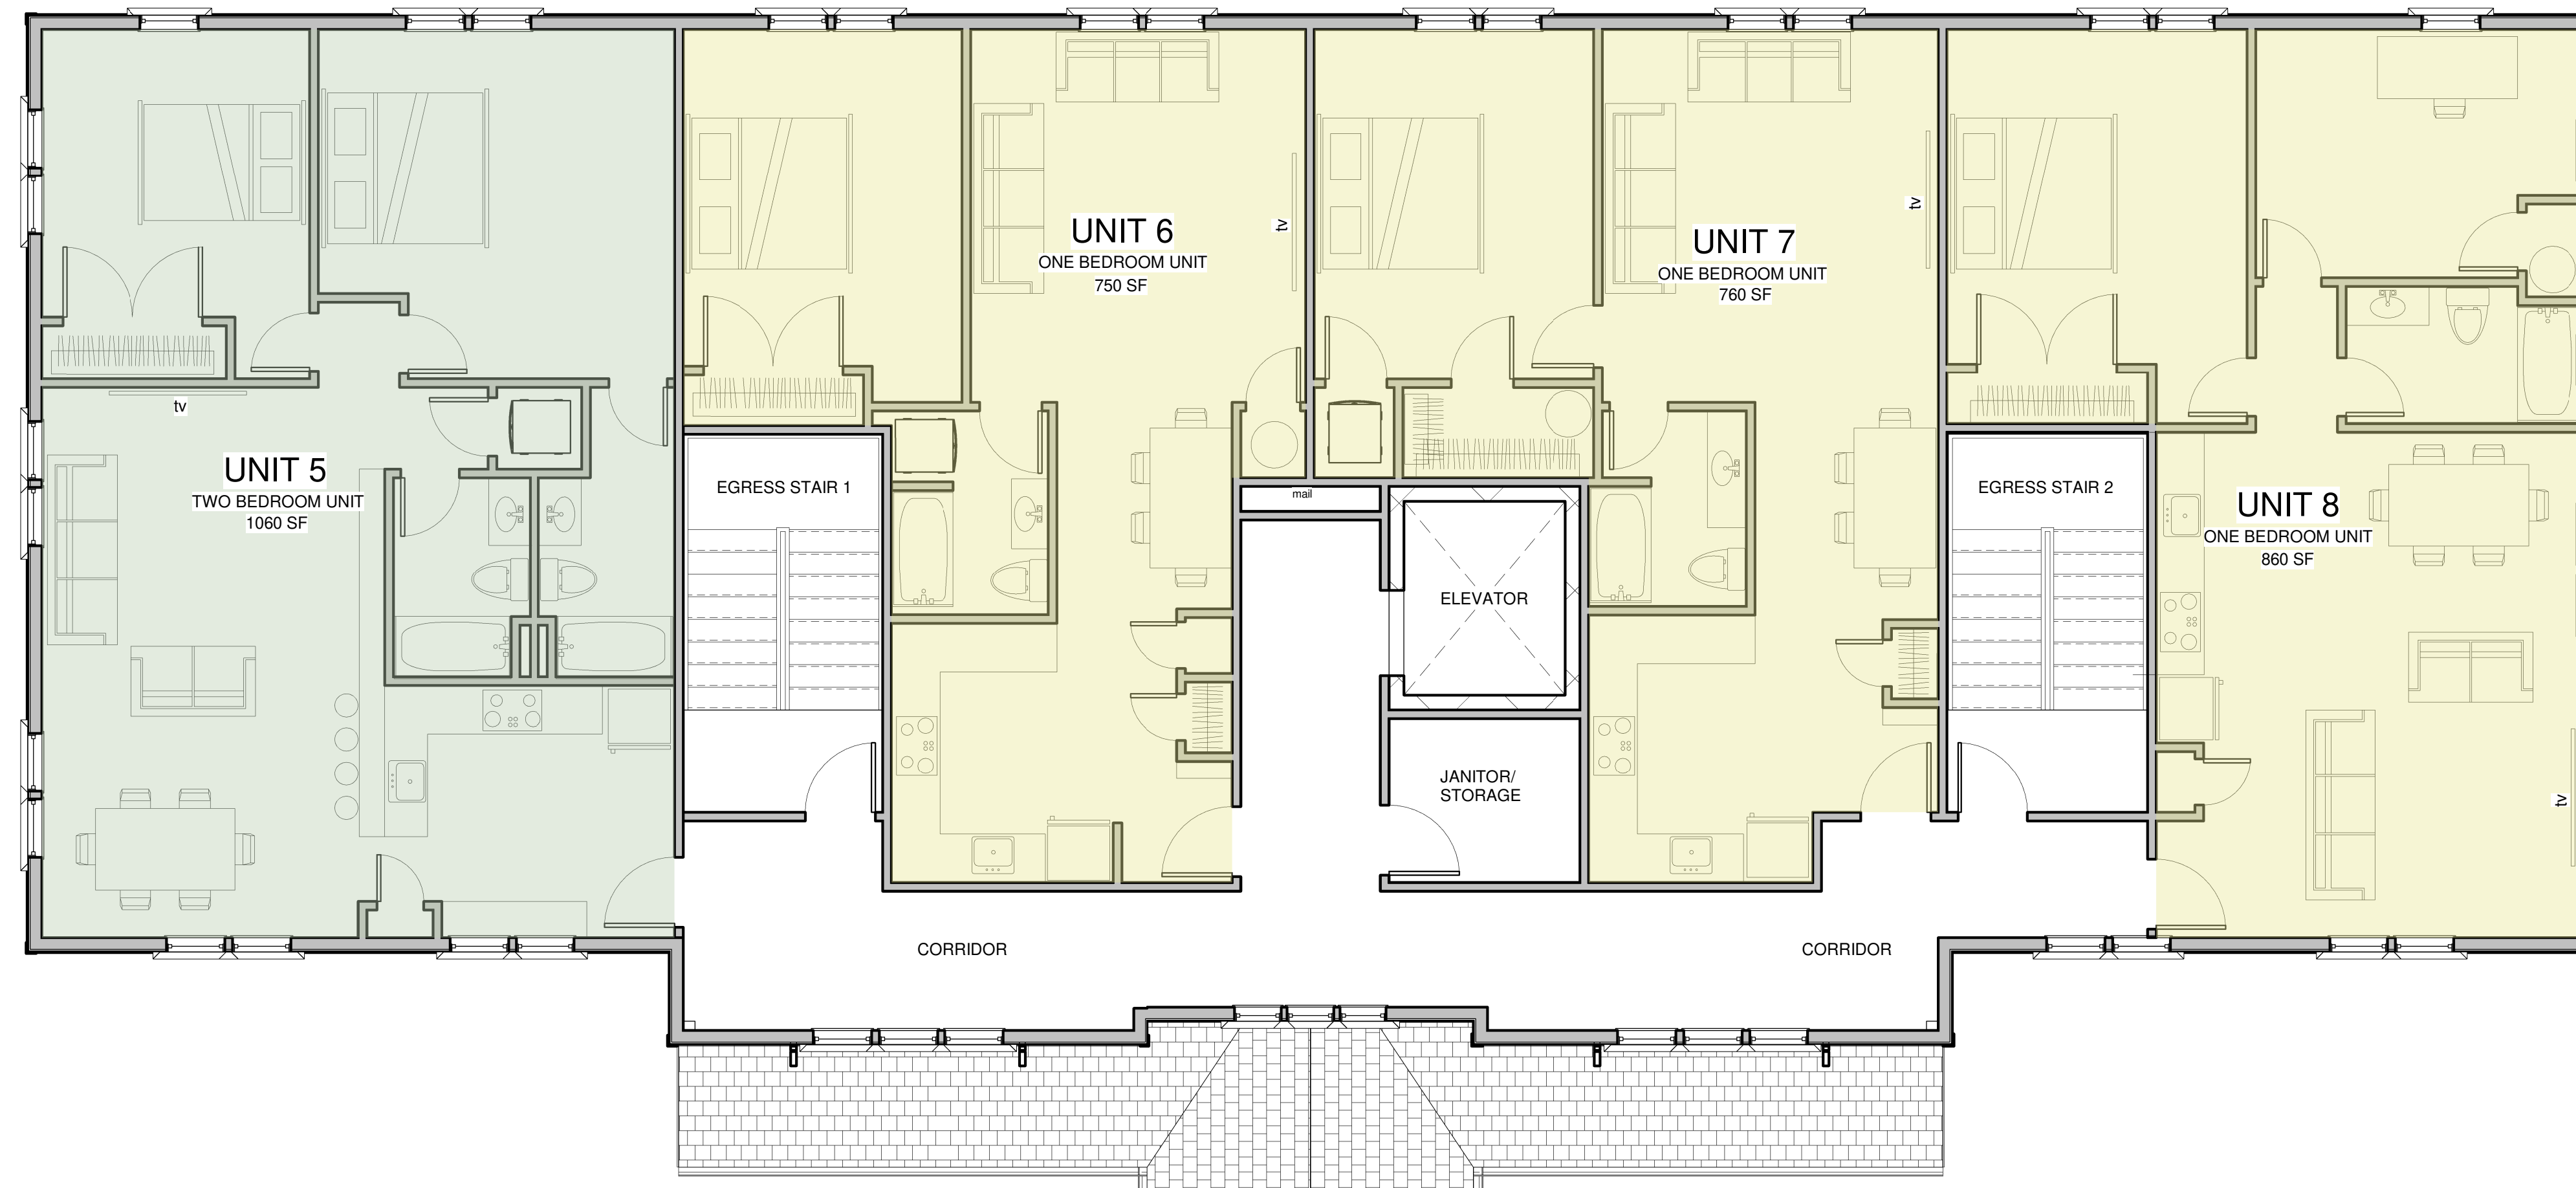 UNIT 5
TWO BEDROOM UNIT
1060 SF
tv
EGRESS STAIR 1
UNIT 6
ONE BEDROOM UNIT
750 SF
tv
mail
ELEVATOR
JANITOR/
STORAGE
UNIT 7
ONE BEDROOM UNIT
760 SF
tv
EGRESS STAIR 2
UNIT 8
ONE BEDROOM UNIT
860 SF
tv
CORRIDOR
CORRIDOR